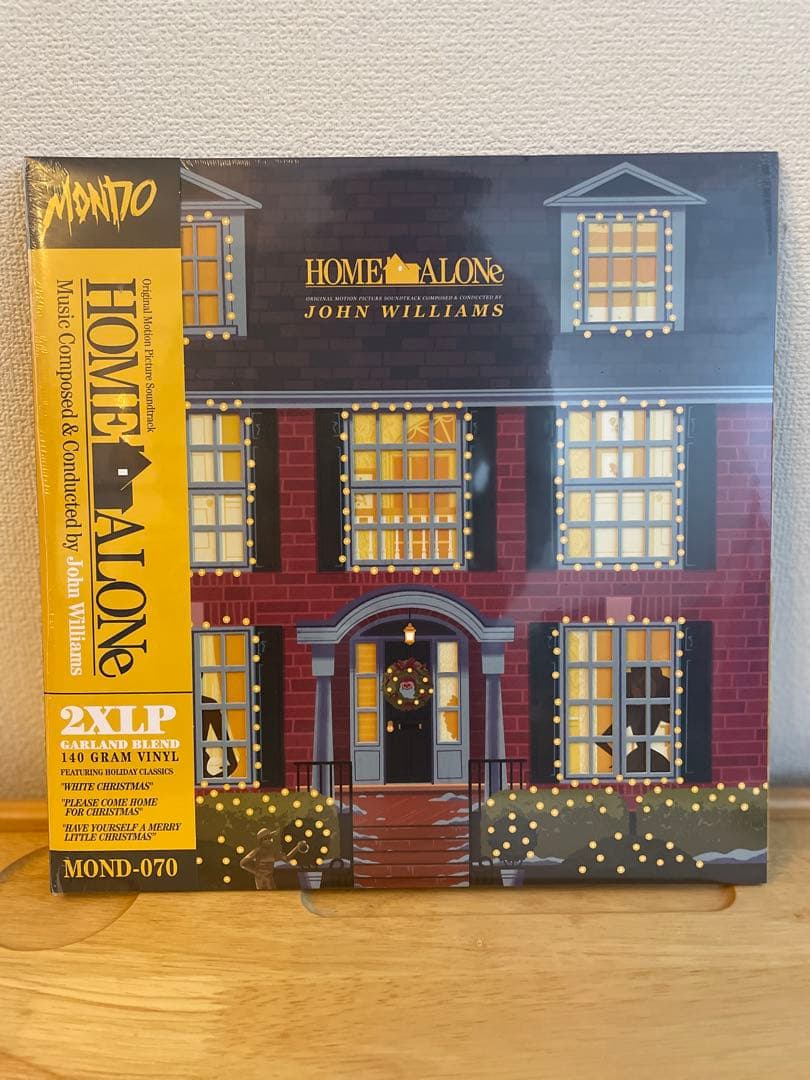 MONDO
Original Motion Picture Soundtrack
HOME ALONe
Music Composed & Conducted by John Williams
2XLP
GARLAND BLEND
140 GRAM VINYL
FEATURING HOLIDAY CLASSICS
"WHITE CHRISTMAS"
"PLEASE COME HOME
FOR CHRISTMAS"
"HAVE YOURSELF A MERRY
LITTLE CHRISTMAS"
MOND-070
HOME ALONe
ORIGINAL MOTION PICTURE SOUNDTRACK COMPOSED & CONDUCTED BY
JOHN WILLIAMS